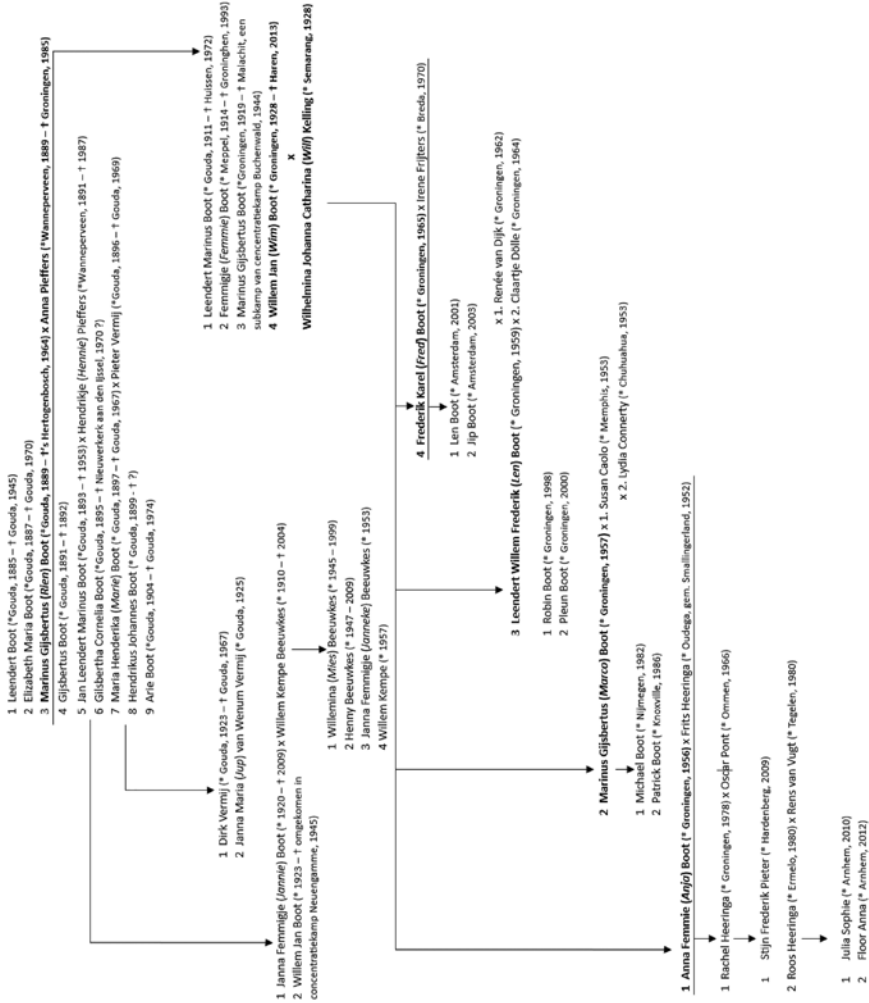 1 Leendert Boot (*Gouda, 1885 – † Gouda, 1945)
2 Elizabeth Maria Boot (*Gouda, 1887 – † Gouda, 1970)
3 Marinus Gijsbertus (Rien) Boot (*Gouda, 1889 – †'s Hertogenbosch, 1964) x Anna Pieffers (*Wanneperveen, 1889 – † Groningen, 1985)
4 Gijsbertus Boot (* Gouda, 1891 – † 1892)
5 Jan Leendert Marinus Boot (*Gouda, 1893 – † 1953) x Hendrikje (Hennie) Pieffers (*Wanneperveen, 1891 – † 1987)
6 Gilsbertha Cornelia Boot (*Gouda, 1895 – † Nieuwerkerk aan den Ijssel, 1970 ?)
7 Maria Henderika (Marie) Boot (* Gouda, 1897 – † Gouda, 1967) x Pieter Vermij (*Gouda, 1896 – † Gouda, 1969)
8 Hendrikus Johannes Boot (* Gouda, 1899 - † ?)
9 Arie Boot (*Gouda, 1904 – † Gouda, 1974)
1 Leendert Marinus Boot (* Gouda, 1911 – † Huissen, 1972)
2 Femmigje (Femmie) Boot (* Meppel, 1914 – † Groninghen, 1993)
3 Marinus Gijsbertus Boot (*Groningen, 1919 – † Malachit, een
subkamp van cencentratiekamp Buchenwald, 1944)
4 Willem Jan (Wim) Boot (* Groningen, 1928 – † Haren, 2013)
x
Wilhelmina Johanna Catharina (Will) Kelling (* Semarang, 1928)
1 Dirk Vermij (* Gouda, 1923 – † Gouda, 1967)
2 Janna Maria (Jup) van Wenum Vermij (* Gouda, 1925)
1 Janna Femmigje (Jannie) Boot (* 1920 – † 2009) x Willem Kempe Beeuwkes (* 1910 – † 2004)
2 Willem Jan Boot (* 1923 – † omgekomen in
concentratiekamp Neuengamme, 1945)
1 Willemina (Mies) Beeuwkes (* 1945 – 1999)
2 Henny Beeuwkes (* 1947 – 2009)
3 Janna Femmigje (Janneke) Beeuwkes (* 1953)
4 Willem Kempe (* 1957)
4 Frederik Karel (Fred) Boot (* Groningen, 1965) x Irene Frijters (* Breda, 1970)
1 Len Boot (* Amsterdam, 2001)
2 Jip Boot (* Amsterdam, 2003)
x 1. Renée van Dijk (* Groningen, 1962)
3 Leendert Willem Frederik (Len) Boot (* Groningen, 1959) x 2. Claartje Dölle (* Groningen, 1964)
1 Robin Boot (* Groningen, 1998)
2 Pleun Boot (* Groningen, 2000)
2 Marinus Gijsbertus (Marco) Boot (* Groningen, 1957) x 1. Susan Caolo (* Memphis, 1953)
x 2. Lydia Connerty (* Chuhuahua, 1953)
1 Michael Boot (* Nijmegen, 1982)
2 Patrick Boot (* Knoxville, 1986)
1 Anna Femmie (Anja) Boot (* Groningen, 1956) x Frits Heeringa (* Oudega, gem. Smallingerland, 1952)
1 Rachel Heeringa (* Groningen, 1978) x Oscar Pont (* Ommen, 1966)
1 Stijn Frederik Pieter (* Hardenberg, 2009)
2 Roos Heeringa (* Ermelo, 1980) x Rens van Vugt (* Tegelen, 1980)
1 Julia Sophie (* Arnhem, 2010)
2 Floor Anna (* Arnhem, 2012)